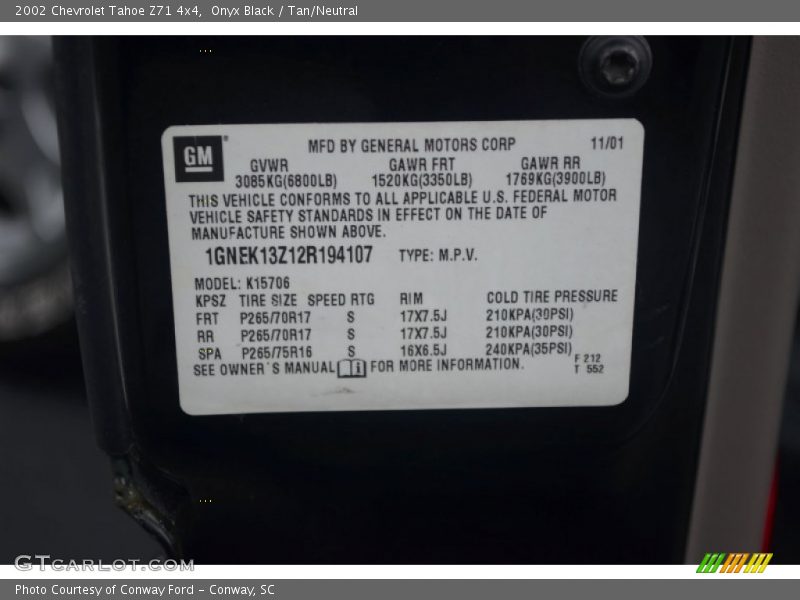 2002 Chevrolet Tahoe Z71 4x4, Onyx Black / Tan/Neutral
GM®
MFD BY GENERAL MOTORS CORP 11/01
GVWR GAWR FRT GAWR RR
3085KG(6800LB) 1520KG(3350LB) 1769KG(3900LB)
THIS VEHICLE CONFORMS TO ALL APPLICABLE U.S. FEDERAL MOTOR
VEHICLE SAFETY STANDARDS IN EFFECT ON THE DATE OF
MANUFACTURE SHOWN ABOVE.
1GNEK13Z12R194107 TYPE: M.P.V.
MODEL: K15706
KPSZ TIRE SIZE SPEED RTG RIM COLD TIRE PRESSURE
FRT P265/70R17 S 17X7.5J 210KPA(30PSI)
RR P265/70R17 S 17X7.5J 210KPA(30PSI)
SPA P265/75R16 S 16X6.5J 240KPA(35PSI)
SEE OWNER'S MANUAL FOR MORE INFORMATION.
F 212
T 552
GTcarlot.com
Photo Courtesy of Conway Ford - Conway, SC